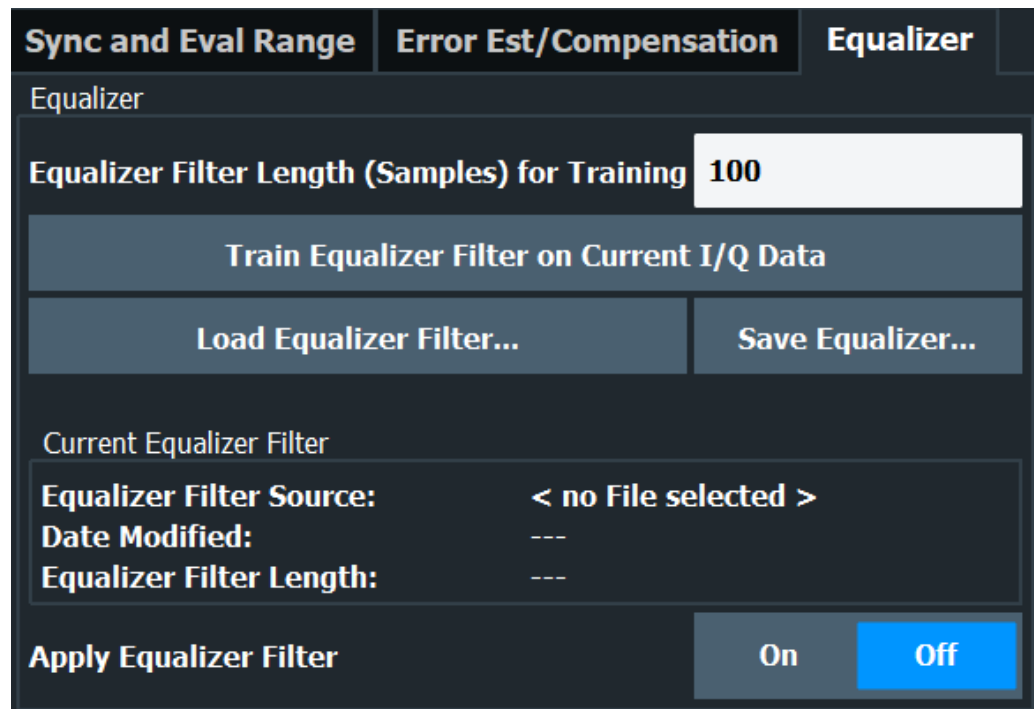 Sync and Eval Range Error Est/Compensation Equalizer
Equalizer
Equalizer Filter Length (Samples) for Training 100
Train Equalizer Filter on Current I/Q Data
Load Equalizer Filter... Save Equalizer...
Current Equalizer Filter
Equalizer Filter Source: < no File selected >
Date Modified: ---
Equalizer Filter Length: ---
Apply Equalizer Filter On Off